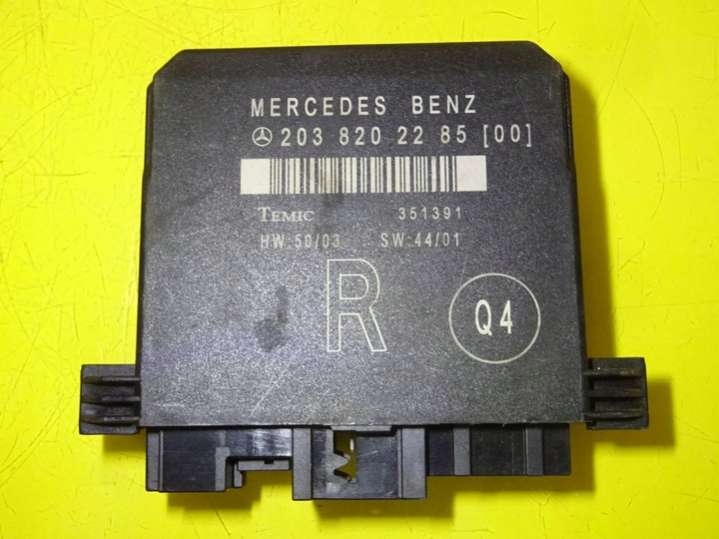 MERCEDES BENZ
203 820 22 85 [00]
TEMIC 351391
HW:50/03 SW:44/01
R
Q4